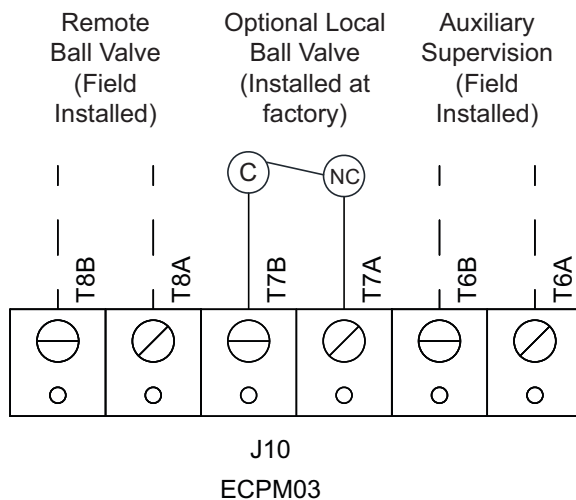 Remote
Ball Valve
(Field
Installed)
Optional Local
Ball Valve
(Installed at
factory)
Auxiliary
Supervision
(Field
Installed)
C
NC
T8B
T8A
T7B
T7A
T6B
T6A
J10
ECPM03